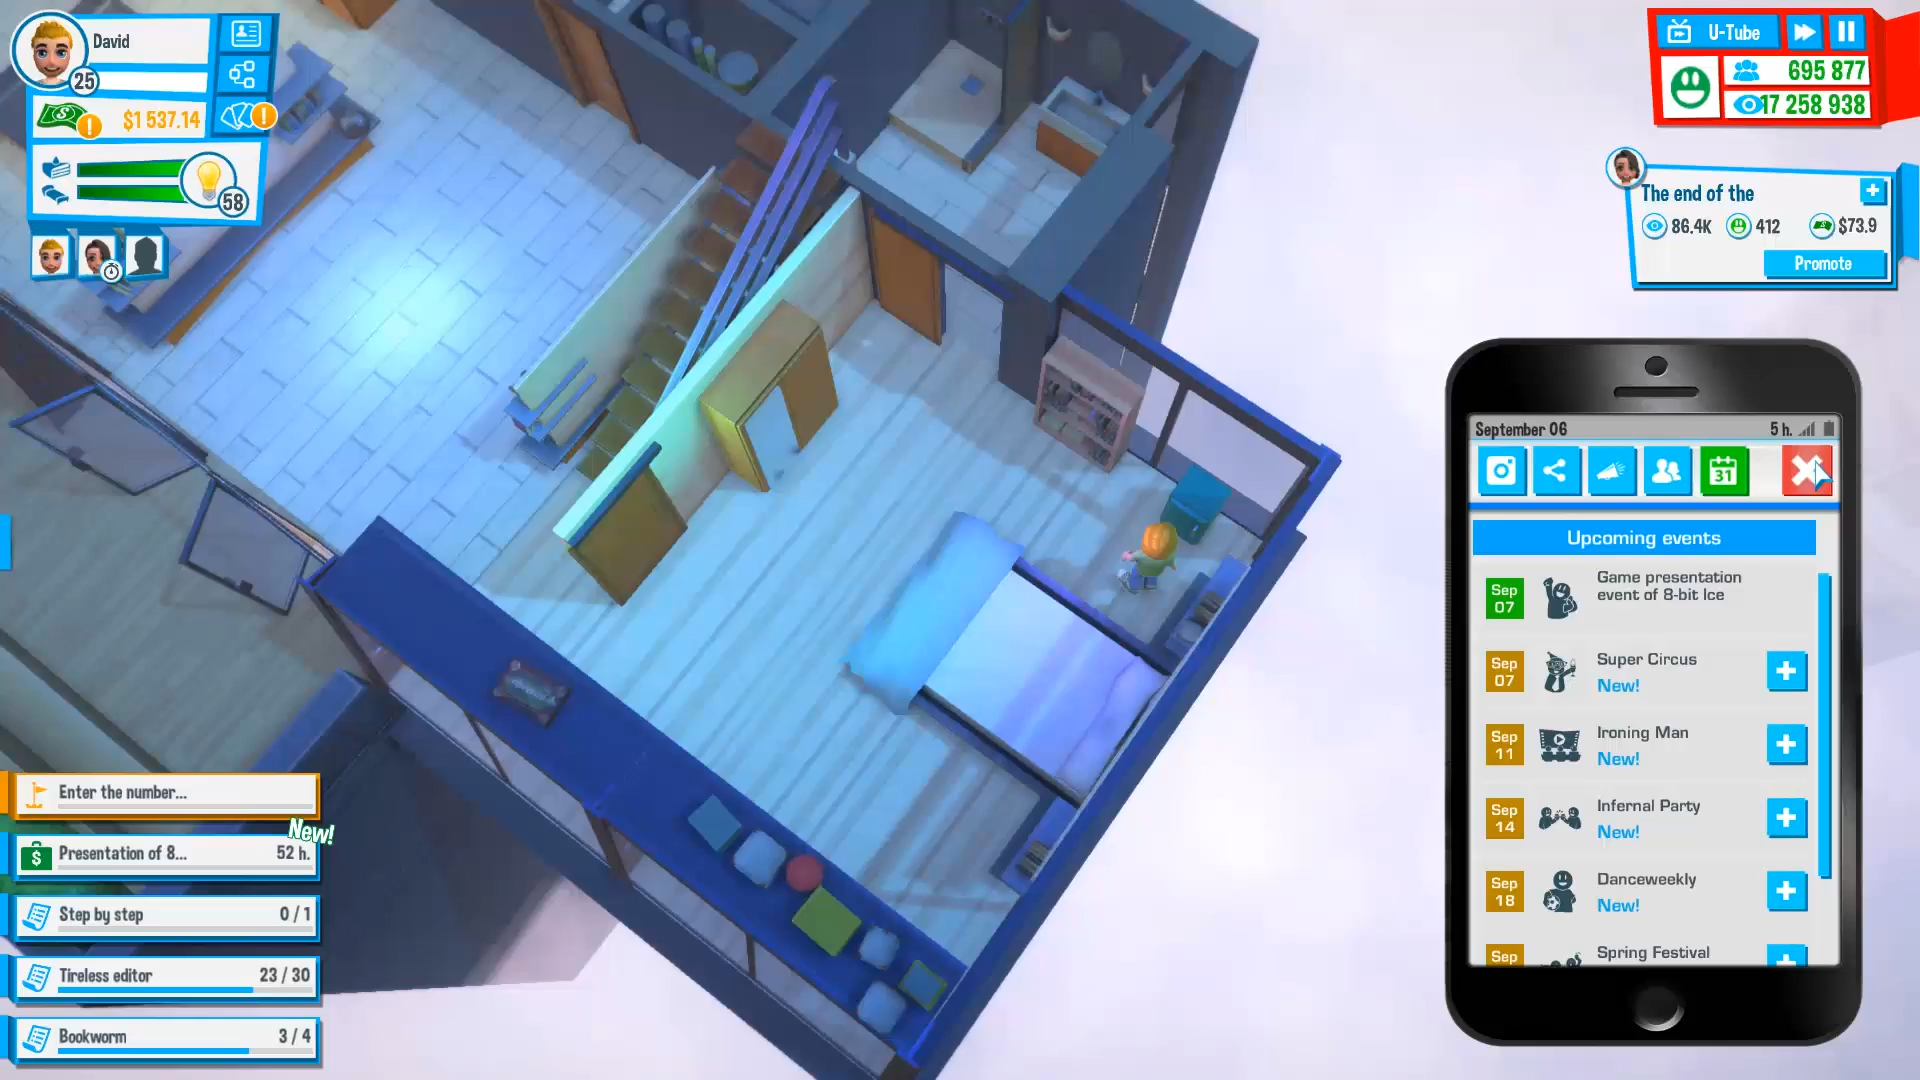 David
25
$1 537.14
58
U-Tube
695 877
17 258 938
The end of the
86.4K
412
$73.9
Promote
September 06
5 h.
31
Upcoming events
Sep 07
Game presentation
event of 8-bit Ice
Sep 07
Super Circus
New!
Sep 11
Ironing Man
New!
Sep 14
Infernal Party
New!
Sep 18
Danceweekly
New!
Sep
Spring Festival
Enter the number...
New!
Presentation of 8...
52 h.
Step by step
0 / 1
Tireless editor
23 / 30
Bookworm
3 / 4